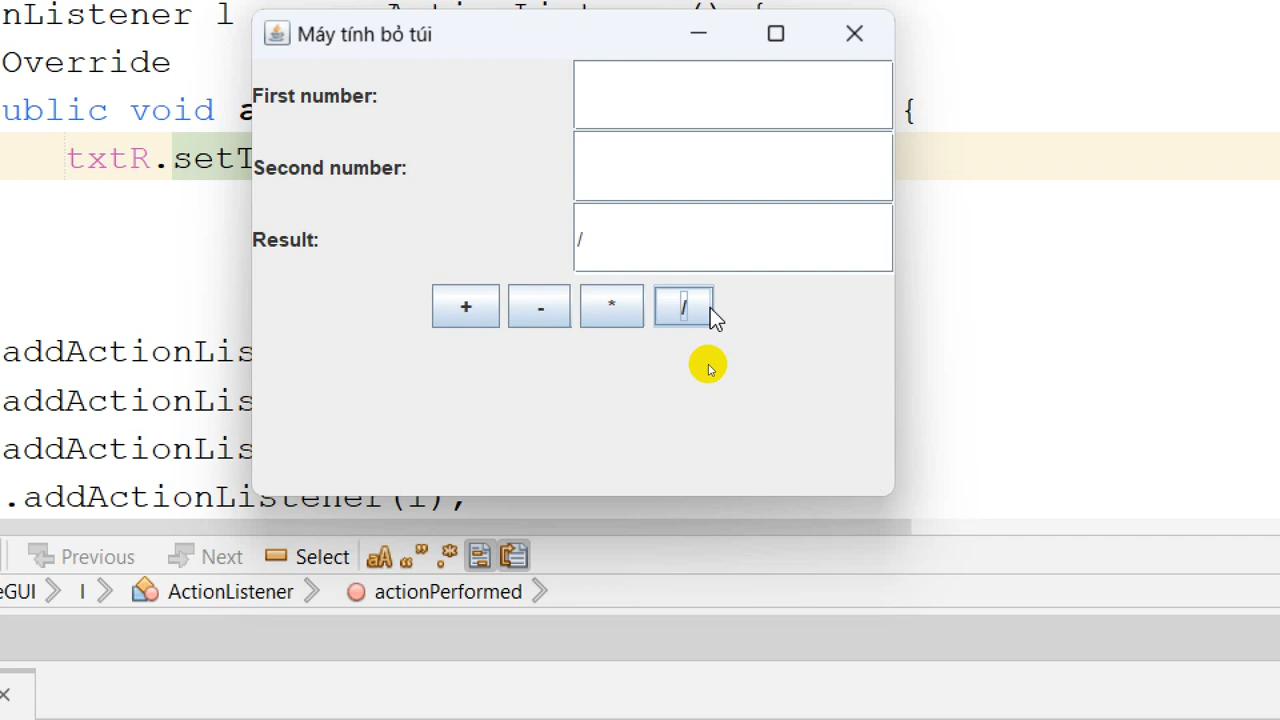 nListener l
Máy tính bỏ túi
Override
ublic void a
{
First number:
txtR.setT
Second number:
Result:
/
+ - * /
addActionLis
addActionLis
addActionLis
.addActionListener(l);
Previous Next Select
eGUI l ActionListener actionPerformed